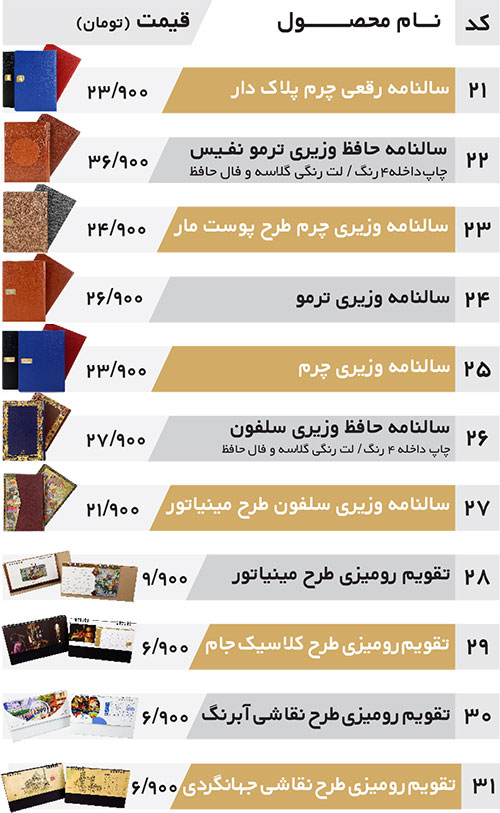 کد نـام محصـــول قیمت (تومان)
۲۱ سالنامه رقعی چرم پلاک دار ۲۳/۹۰۰
۲۲ سالنامه حافظ وزیری ترمو نفیس ۳۶/۹۰۰
چاپ داخله ۴ رنگ / لت رنگی گلاسه و فال حافظ
۲۳ سالنامه وزیری چرم طرح پوست مار ۲۴/۹۰۰
۲۴ سالنامه وزیری ترمو ۲۶/۹۰۰
۲۵ سالنامه وزیری چرم ۲۳/۹۰۰
۲۶ سالنامه حافظ وزیری سلفون ۲۷/۹۰۰
چاپ داخله ۴ رنگ / لت رنگی گلاسه و فال حافظ
۲۷ سالنامه وزیری سلفون طرح مینیاتور ۲۱/۹۰۰
۲۸ تقویم رومیزی طرح مینیاتور ۹/۹۰۰
۲۹ تقویم رومیزی طرح کلاسیک جام ۶/۹۰۰
۳۰ تقویم رومیزی طرح نقاشی آبرنگ ۶/۹۰۰
۳۱ تقویم رومیزی طرح نقاشی جهانگردی ۶/۹۰۰